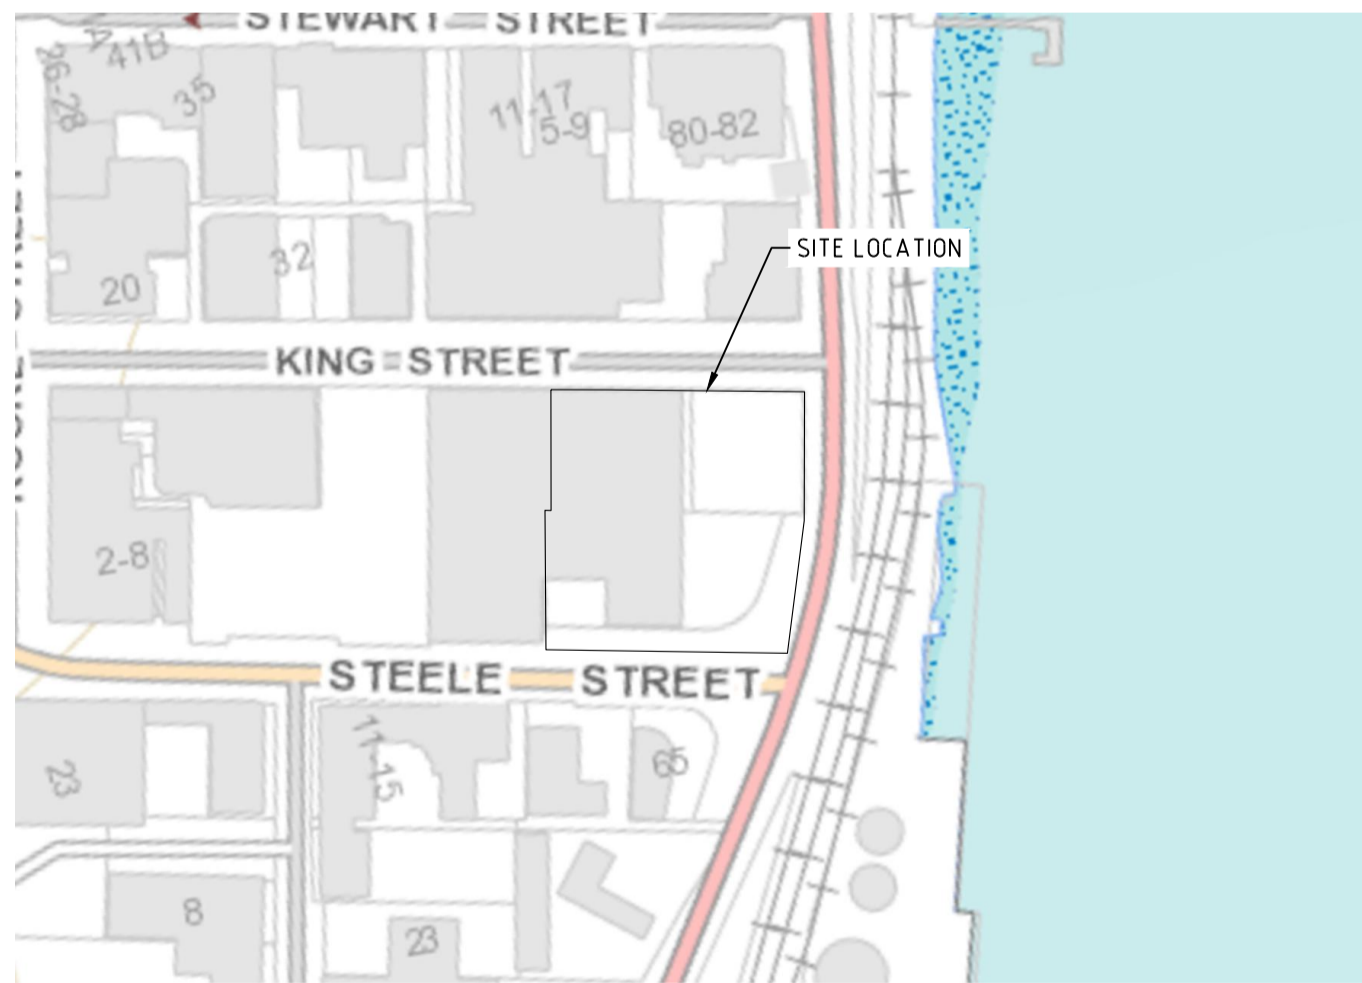 STEWART STREET
41B
26-28
35
11-17
5-9
80-82
SITE LOCATION
32
20
KING STREET
2-8
STEELE STREET
11-15
65
23
8
23